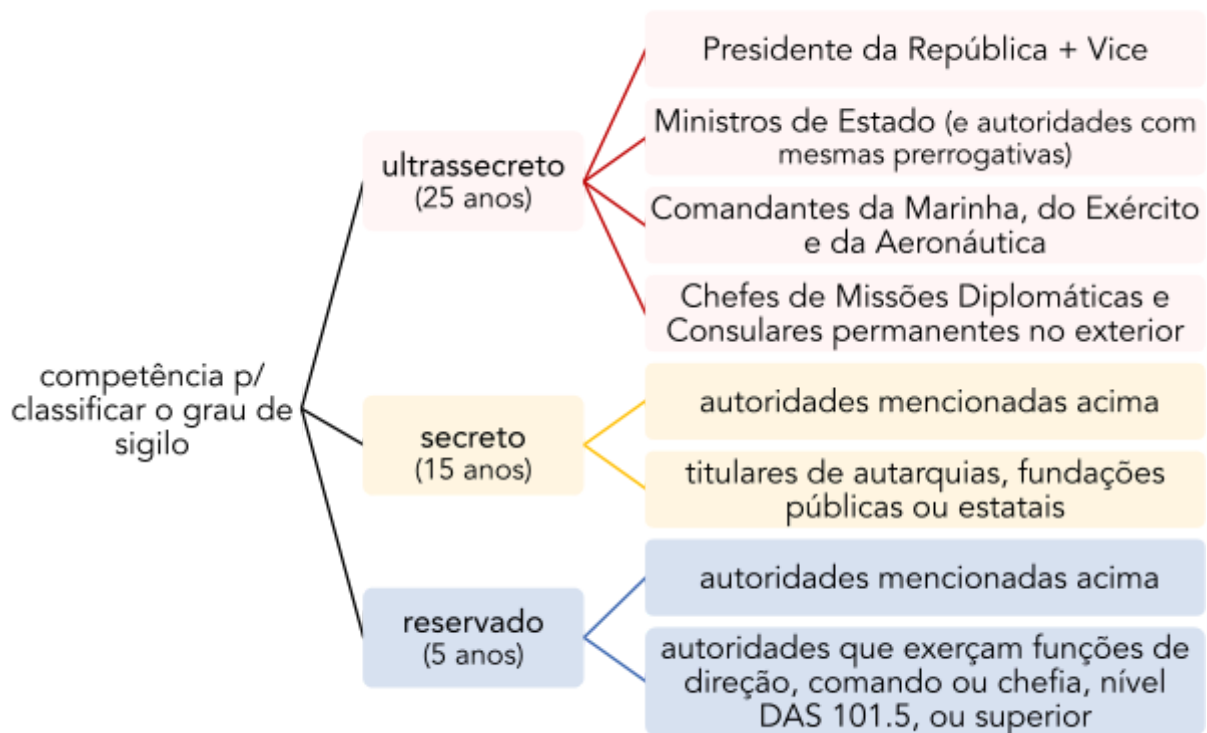 competência p/
classificar o grau de
sigilo
ultrassecreto
(25 anos)
Presidente da República + Vice
Ministros de Estado (e autoridades com
mesmas prerrogativas)
Comandantes da Marinha, do Exército
e da Aeronáutica
Chefes de Missões Diplomáticas e
Consulares permanentes no exterior
secreto
(15 anos)
autoridades mencionadas acima
titulares de autarquias, fundações
públicas ou estatais
reservado
(5 anos)
autoridades mencionadas acima
autoridades que exerçam funções de
direção, comando ou chefia, nível
DAS 101.5, ou superior